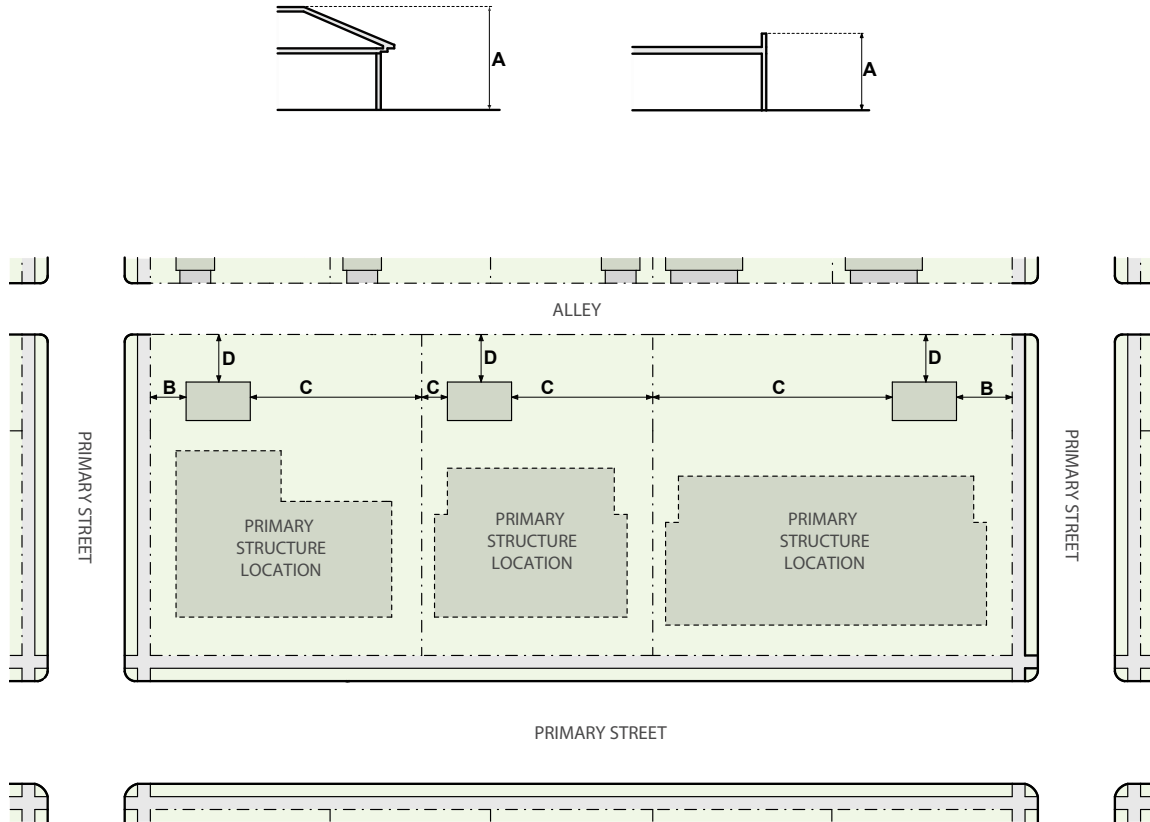 A
A
ALLEY
D
D
D
B
C
C
C
C
B
PRIMARY STREET
PRIMARY STREET
PRIMARY
STRUCTURE
LOCATION
PRIMARY
STRUCTURE
LOCATION
PRIMARY
STRUCTURE
LOCATION
PRIMARY STREET